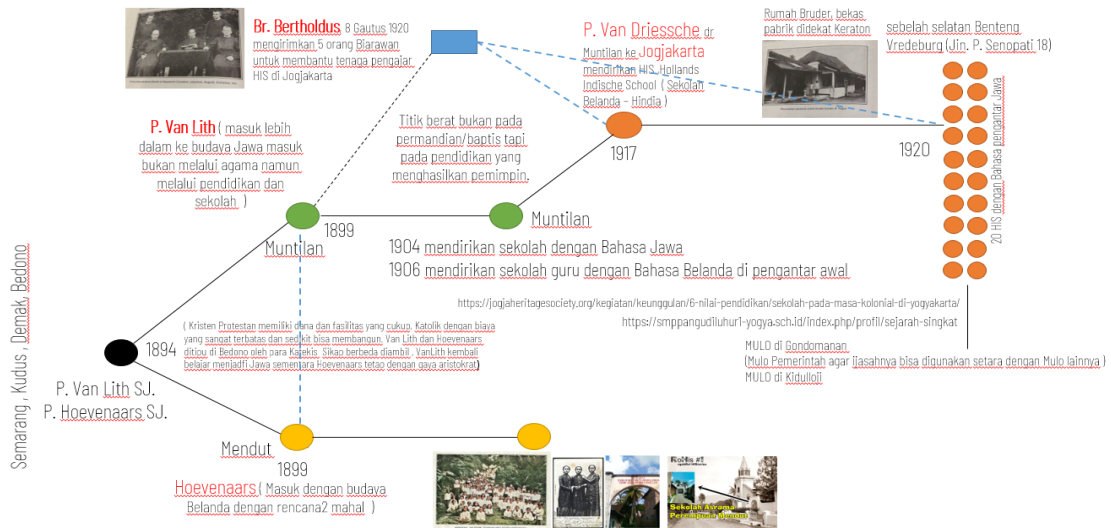 Br. Bertholdus, 8 Gautus 1920
mengirimkan 5 orang Biarawan
untuk membantu tenaga pengajar
HIS di Jogjakarta
P. Van Driessche dr
Muntilan ke Jogjakarta
mendirikan HIS. Hollands
Indische School ( Sekolah
Belanda – Hindia )
Rumah Bruder, bekas
pabrik didekat Keraton
sebelah selatan Benteng
Vredeburg (Jln. P. Senopati 18)
P. Van Lith ( masuk lebih
dalam ke budaya Jawa masuk
bukan melalui agama namun
melalui pendidikan dan
sekolah )
Titik berat bukan pada
permandian/baptis tapi
pada pendidikan yang
menghasilkan pemimpin.
1917
1920
20 HIS dengan Bahasa pengantar Jawa
1899
Muntilan
Muntilan
1904 mendirikan sekolah dengan Bahasa Jawa
1906 mendirikan sekolah guru dengan Bahasa Belanda di pengantar awal
https://jogjaheritagesociety.org/kegiatan/keunggulan/6-nilai-pendidikan/sekolah-pada-masa-kolonial-di-yogyakarta/
https://smppangudiluhur1-yogya.sch.id/index.php/profil/sejarah-singkat
Semarang , Kudus , Demak, Bedono
1894
P. Van Lith SJ.
P. Hoevenaars SJ.
( Kristen Protestan memiliki dana dan fasilitas yang cukup. Katolik dengan biaya
yang sangat terbatas dan sedikit bisa membangun. Van Lith dan Hoevenaars
ditipu di Bedono oleh para Katekis. Sikap berbeda diambil . VanLith kembali
belajar menjadfi Jawa sementara Hoevenaars tetap dengan gaya aristokrat)
MULO di Gondomanan
(Mulo Pemerintah agar ijasahnya bisa digunakan setara dengan Mulo lainnya )
MULO di Kidulloji
Mendut
1899
Hoevenaars ( Masuk dengan budaya
Belanda dengan rencana2 mahal )
Sekolah Asrama